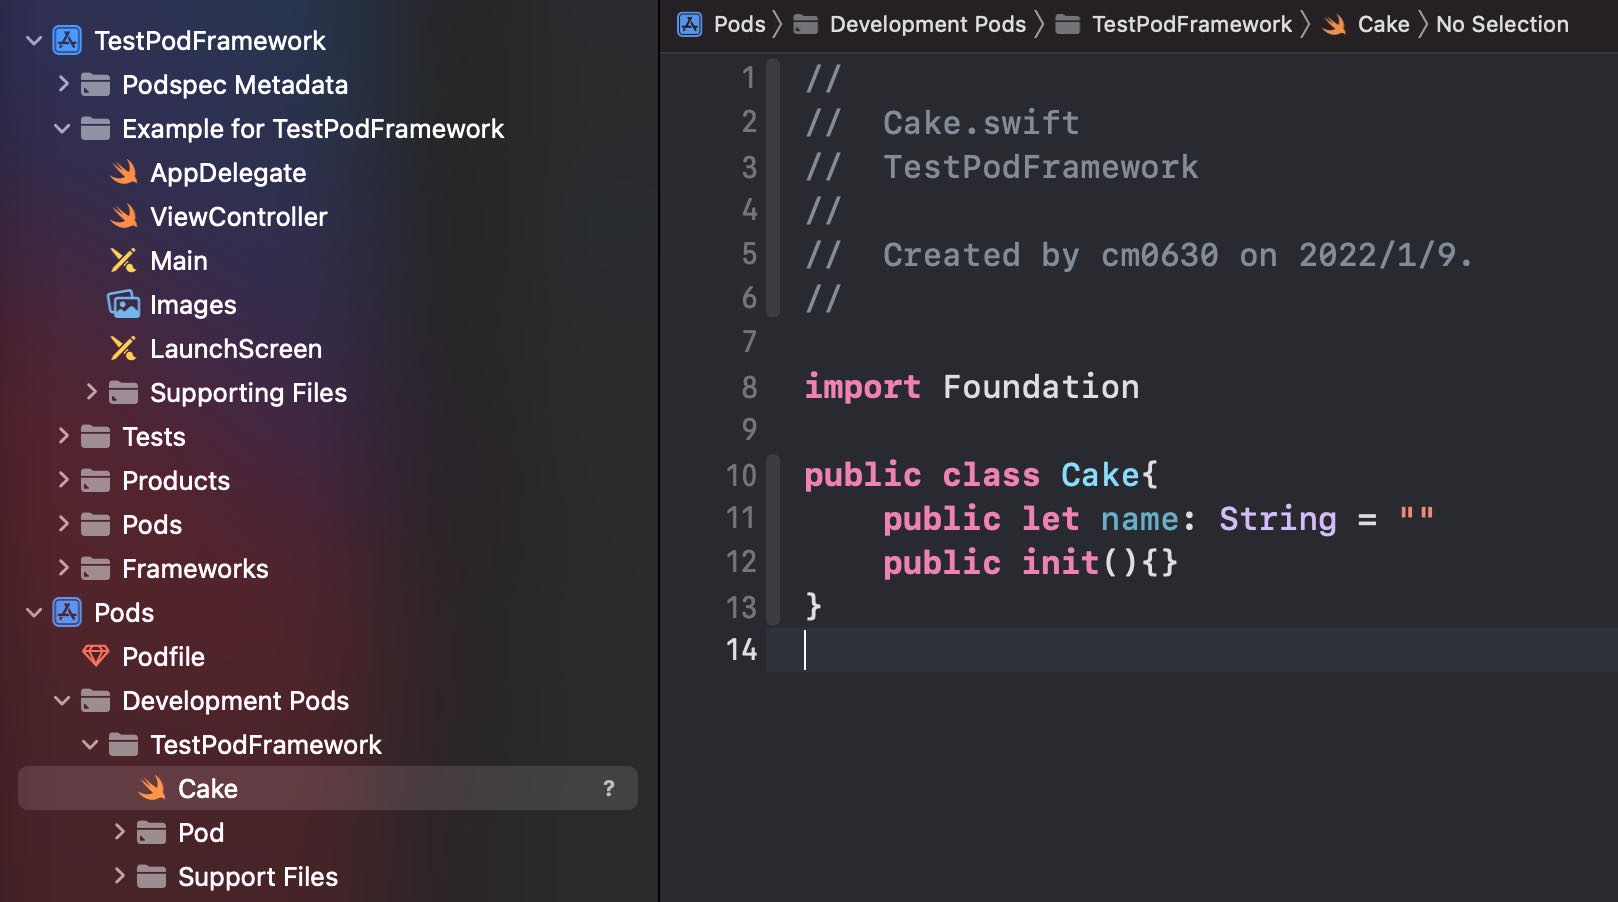 TestPodFramework
Podspec Metadata
Example for TestPodFramework
AppDelegate
ViewController
Main
Images
LaunchScreen
Supporting Files
Tests
Products
Pods
Frameworks
Pods
Podfile
Development Pods
TestPodFramework
Cake ?
Pod
Support Files
Pods Development Pods TestPodFramework Cake No Selection
1 //
2 //  Cake.swift
3 //  TestPodFramework
4 //
5 //  Created by cm0630 on 2022/1/9.
6 //
7
8 import Foundation
9
10 public class Cake{
11     public let name: String = ""
12     public init(){}
13 }
14